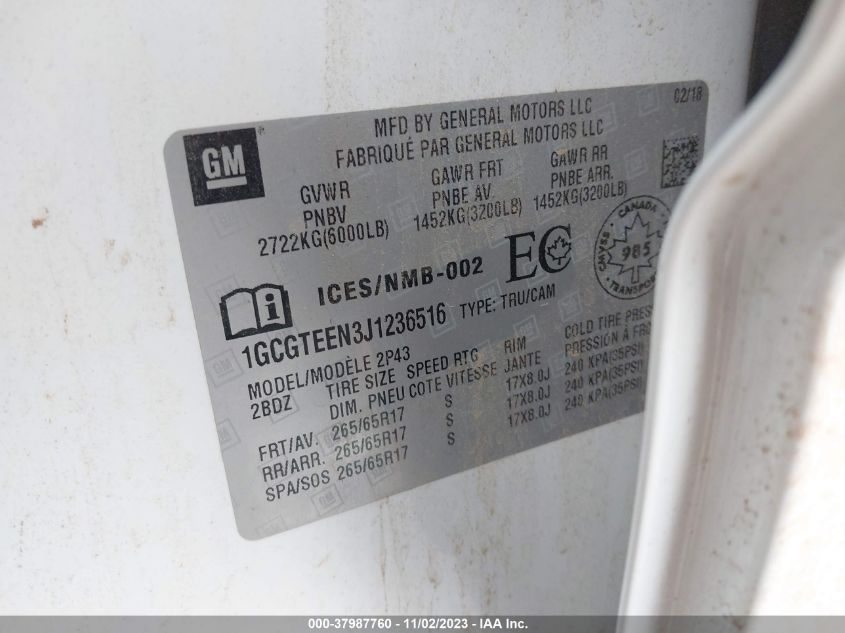 02/18
MFD BY GENERAL MOTORS LLC
FABRIQUÉ PAR GENERAL MOTORS LLC
GM
GVWR GAWR FRT GAWR RR
PNBV PNBE AV. PNBE ARR.
2722KG(6000LB) 1452KG(3200LB) 1452KG(3200LB)
ICES/NMB-002 EC
CANADA
CMVSS 985
TRANSPORT
1GCGTEEN3J1236516 TYPE: TRU/CAM
MODEL/MODÈLE 2P43
2BDZ TIRE SIZE SPEED RTG RIM COLD TIRE PRESS
DIM. PNEU COTE VITESSE JANTE PRESSION À FRO
FRT/AV. 265/65R17 S 17X8.0J 240 KPA(35PSI)
RR/ARR. 265/65R17 S 17X8.0J 240 KPA(35PSI)
SPA/SOS 265/65R17 S 17X8.0J 240 KPA(35PSI)
000-37987760 - 11/02/2023 - IAA Inc.